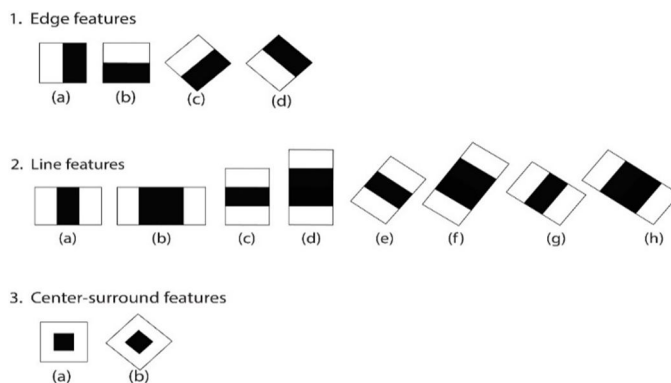 1. Edge features
(a) (b) (c) (d)
2. Line features
(a) (b) (c) (d) (e) (f) (g) (h)
3. Center-surround features
(a) (b)